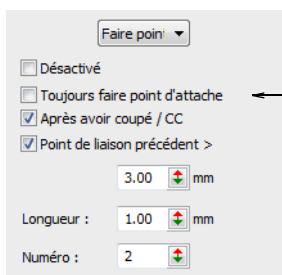 Faire poin
Désactivé
Toujours faire point d'attache
Après avoir coupé / CC
Point de liaison précédent >
3.00 mm
Longueur : 1.00 mm
Numéro : 2